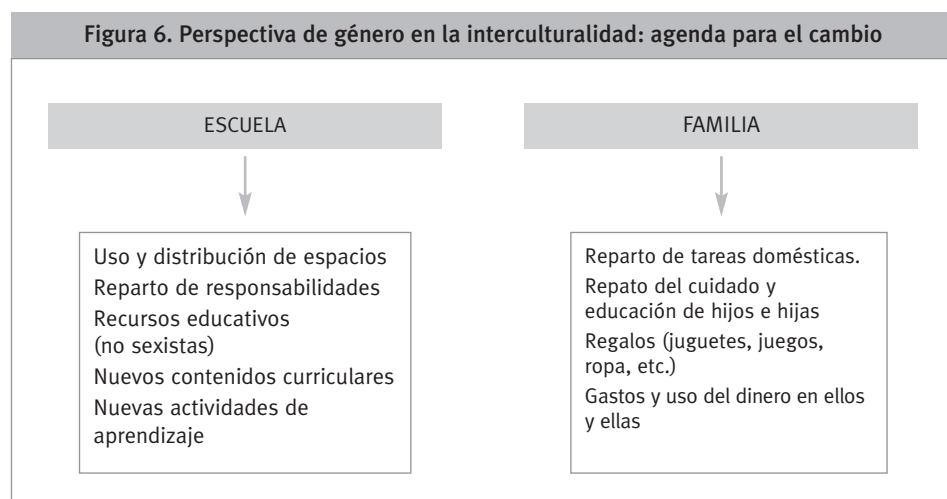 Figura 6. Perspectiva de género en la interculturalidad: agenda para el cambio
ESCUELA
Uso y distribución de espacios
Reparto de responsabilidades
Recursos educativos
(no sexistas)
Nuevos contenidos curriculares
Nuevas actividades de
aprendizaje
FAMILIA
Reparto de tareas domésticas.
Repato del cuidado y
educación de hijos e hijas
Regalos (juguetes, juegos,
ropa, etc.)
Gastos y uso del dinero en ellos
y ellas